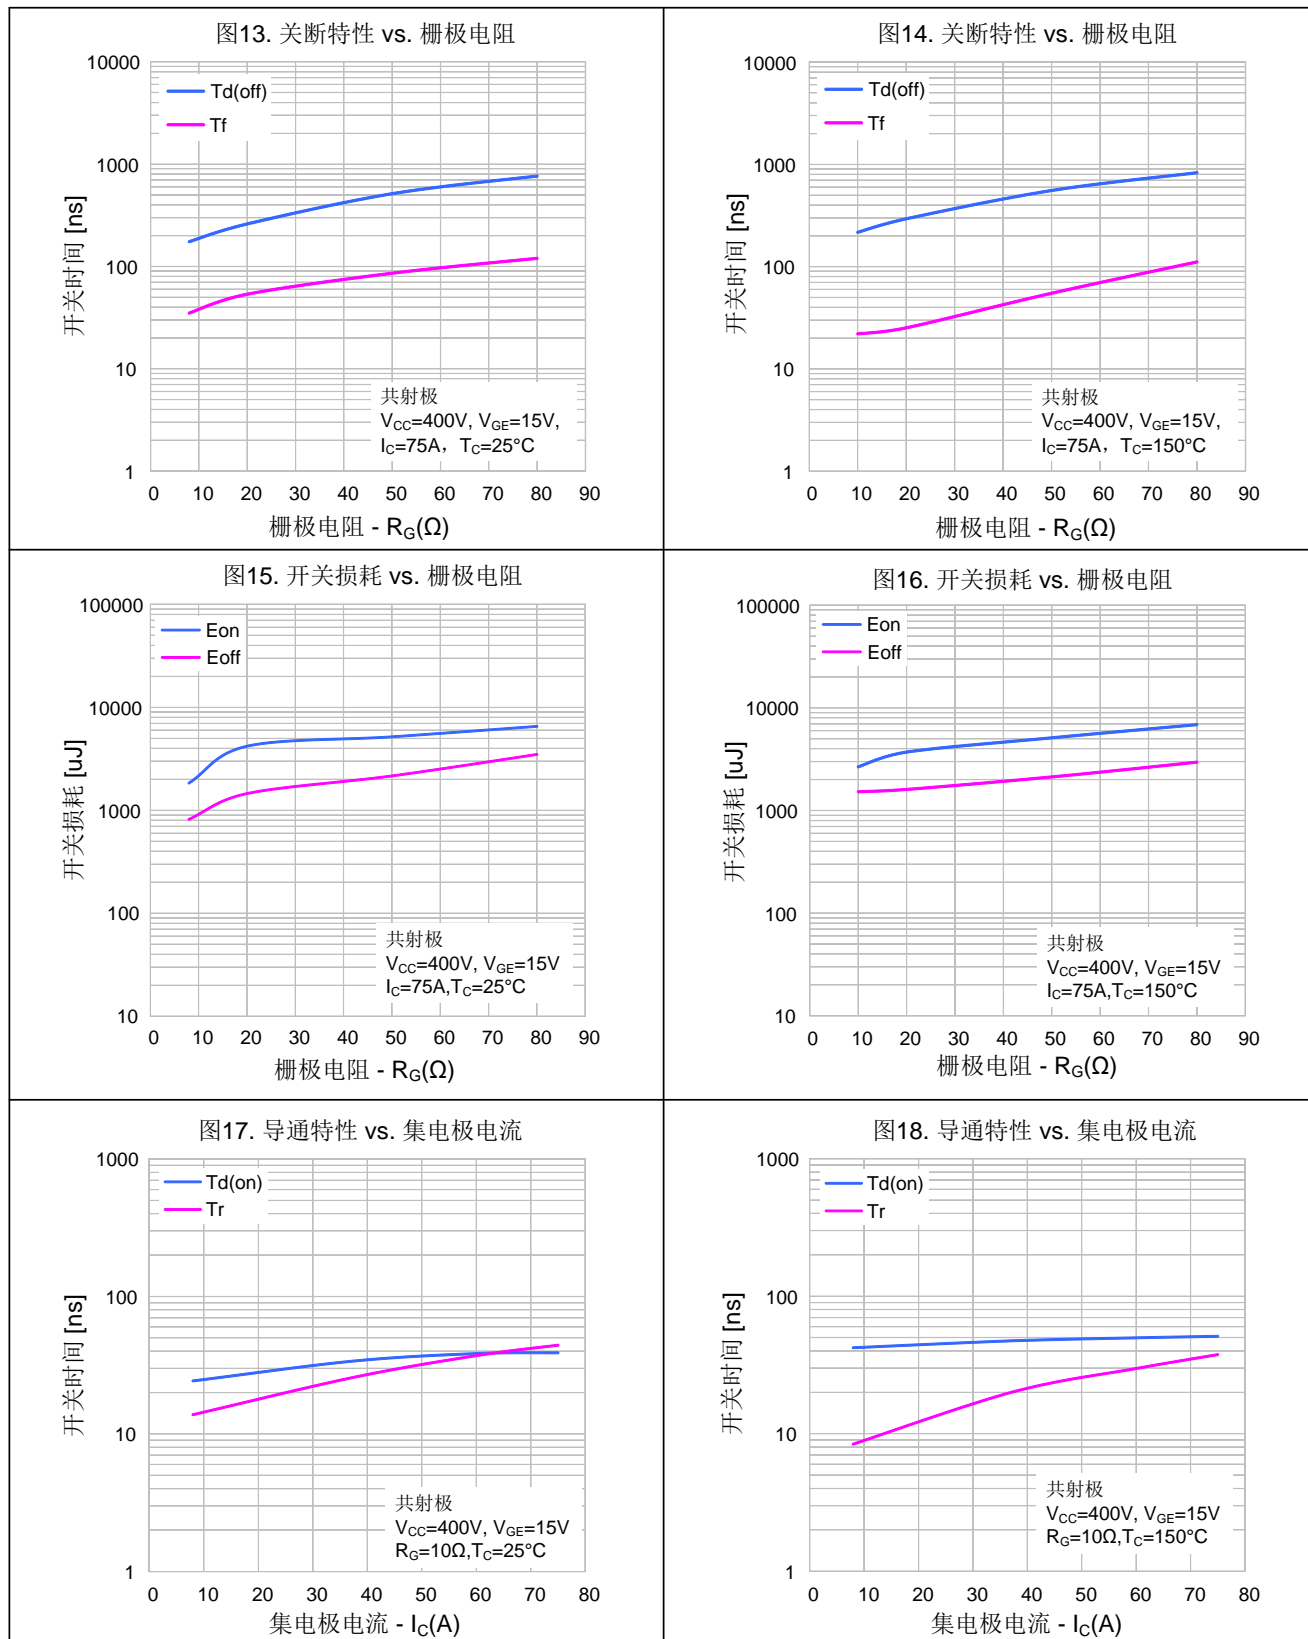 图13. 关断特性 vs. 栅极电阻
10000
1000
100
10
1
Td(off)
Tf
开关时间 [ns]
共射极
VCC=400V, VGE=15V,
IC=75A，TC=25°C
0 10 20 30 40 50 60 70 80 90
栅极电阻 - RG(Ω)
图14. 关断特性 vs. 栅极电阻
10000
1000
100
10
1
Td(off)
Tf
开关时间 [ns]
共射极
VCC=400V, VGE=15V,
IC=75A，TC=150°C
0 10 20 30 40 50 60 70 80 90
栅极电阻 - RG(Ω)
图15. 开关损耗 vs. 栅极电阻
100000
10000
1000
100
10
Eon
Eoff
开关损耗 [uJ]
共射极
VCC=400V, VGE=15V
IC=75A,TC=25°C
0 10 20 30 40 50 60 70 80 90
栅极电阻 - RG(Ω)
图16. 开关损耗 vs. 栅极电阻
100000
10000
1000
100
10
Eon
Eoff
开关损耗 [uJ]
共射极
VCC=400V, VGE=15V
IC=75A,TC=150°C
0 10 20 30 40 50 60 70 80 90
栅极电阻 - RG(Ω)
图17. 导通特性 vs. 集电极电流
1000
100
10
1
Td(on)
Tr
开关时间 [ns]
共射极
VCC=400V, VGE=15V
RG=10Ω,TC=25°C
0 10 20 30 40 50 60 70 80
集电极电流 - IC(A)
图18. 导通特性 vs. 集电极电流
1000
100
10
1
Td(on)
Tr
开关时间 [ns]
共射极
VCC=400V, VGE=15V
RG=10Ω,TC=150°C
0 10 20 30 40 50 60 70 80
集电极电流 - IC(A)